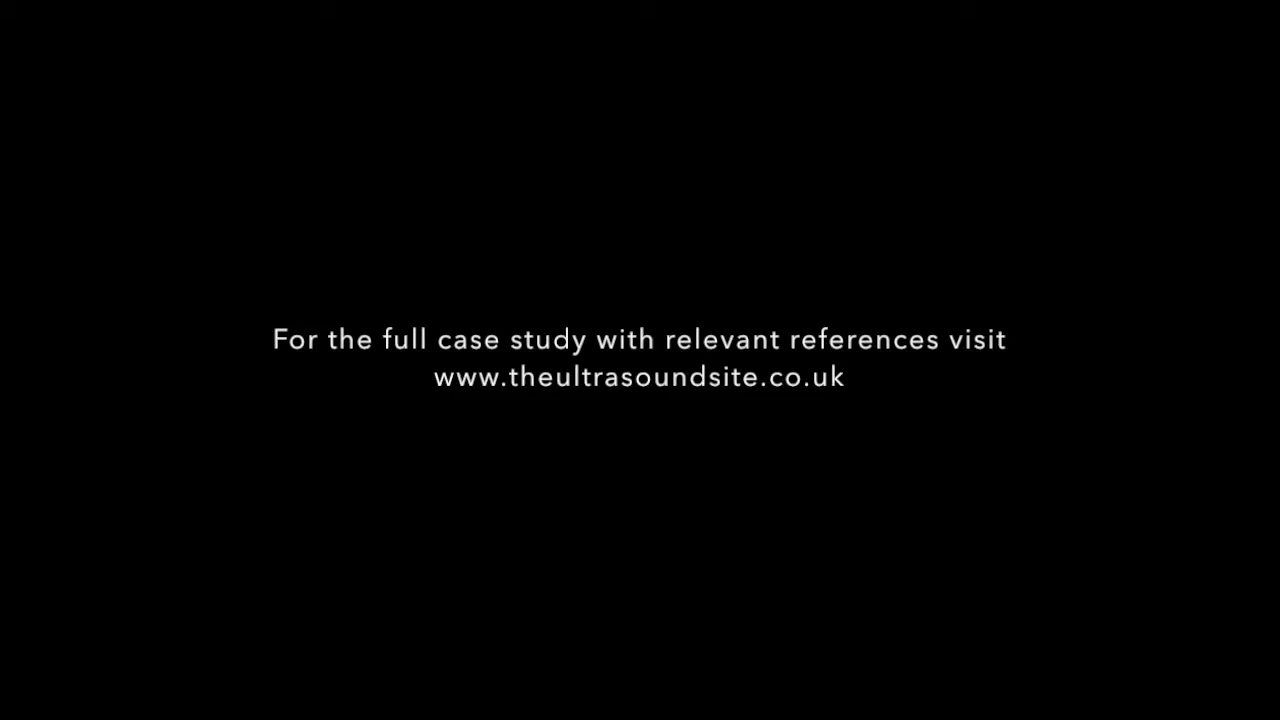 For the full case study with relevant references visit
www.theultrasoundsite.co.uk